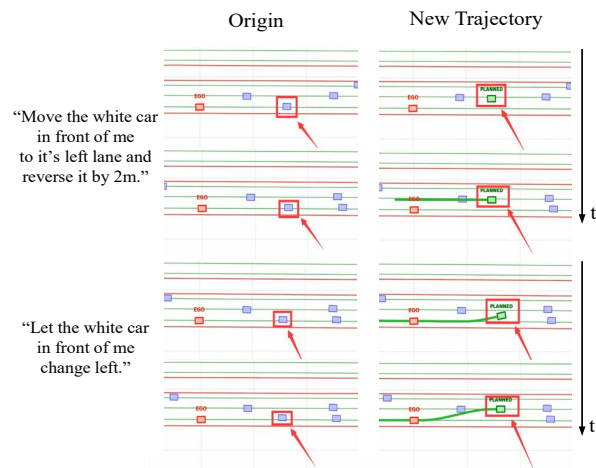 Origin
New Trajectory
EGO
PLANNED
EGO
“Move the white car
in front of me
to it’s left lane and
reverse it by 2m.”
EGO
PLANNED
EGO
t
EGO
PLANNED
EGO
“Let the white car
in front of me
change left.”
EGO
PLANNED
EGO
t